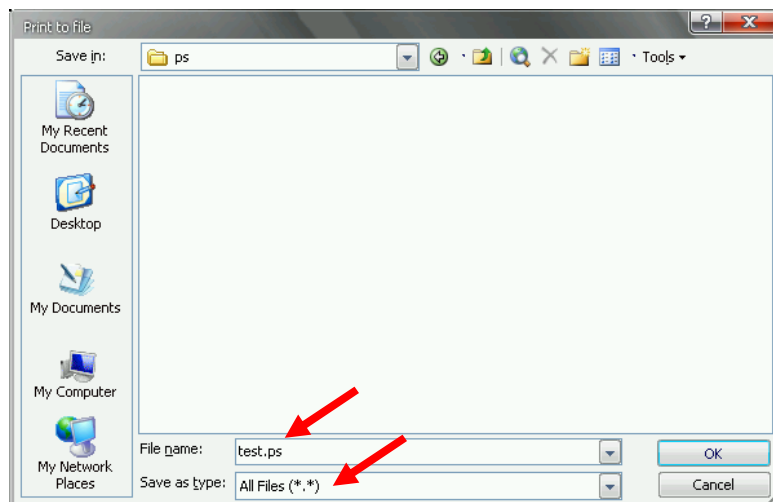 Print to file
Save in:
ps
Tools
My Recent
Documents
Desktop
My Documents
My Computer
My Network
Places
File name:
test.ps
OK
Save as type:
All Files (*.*)
Cancel